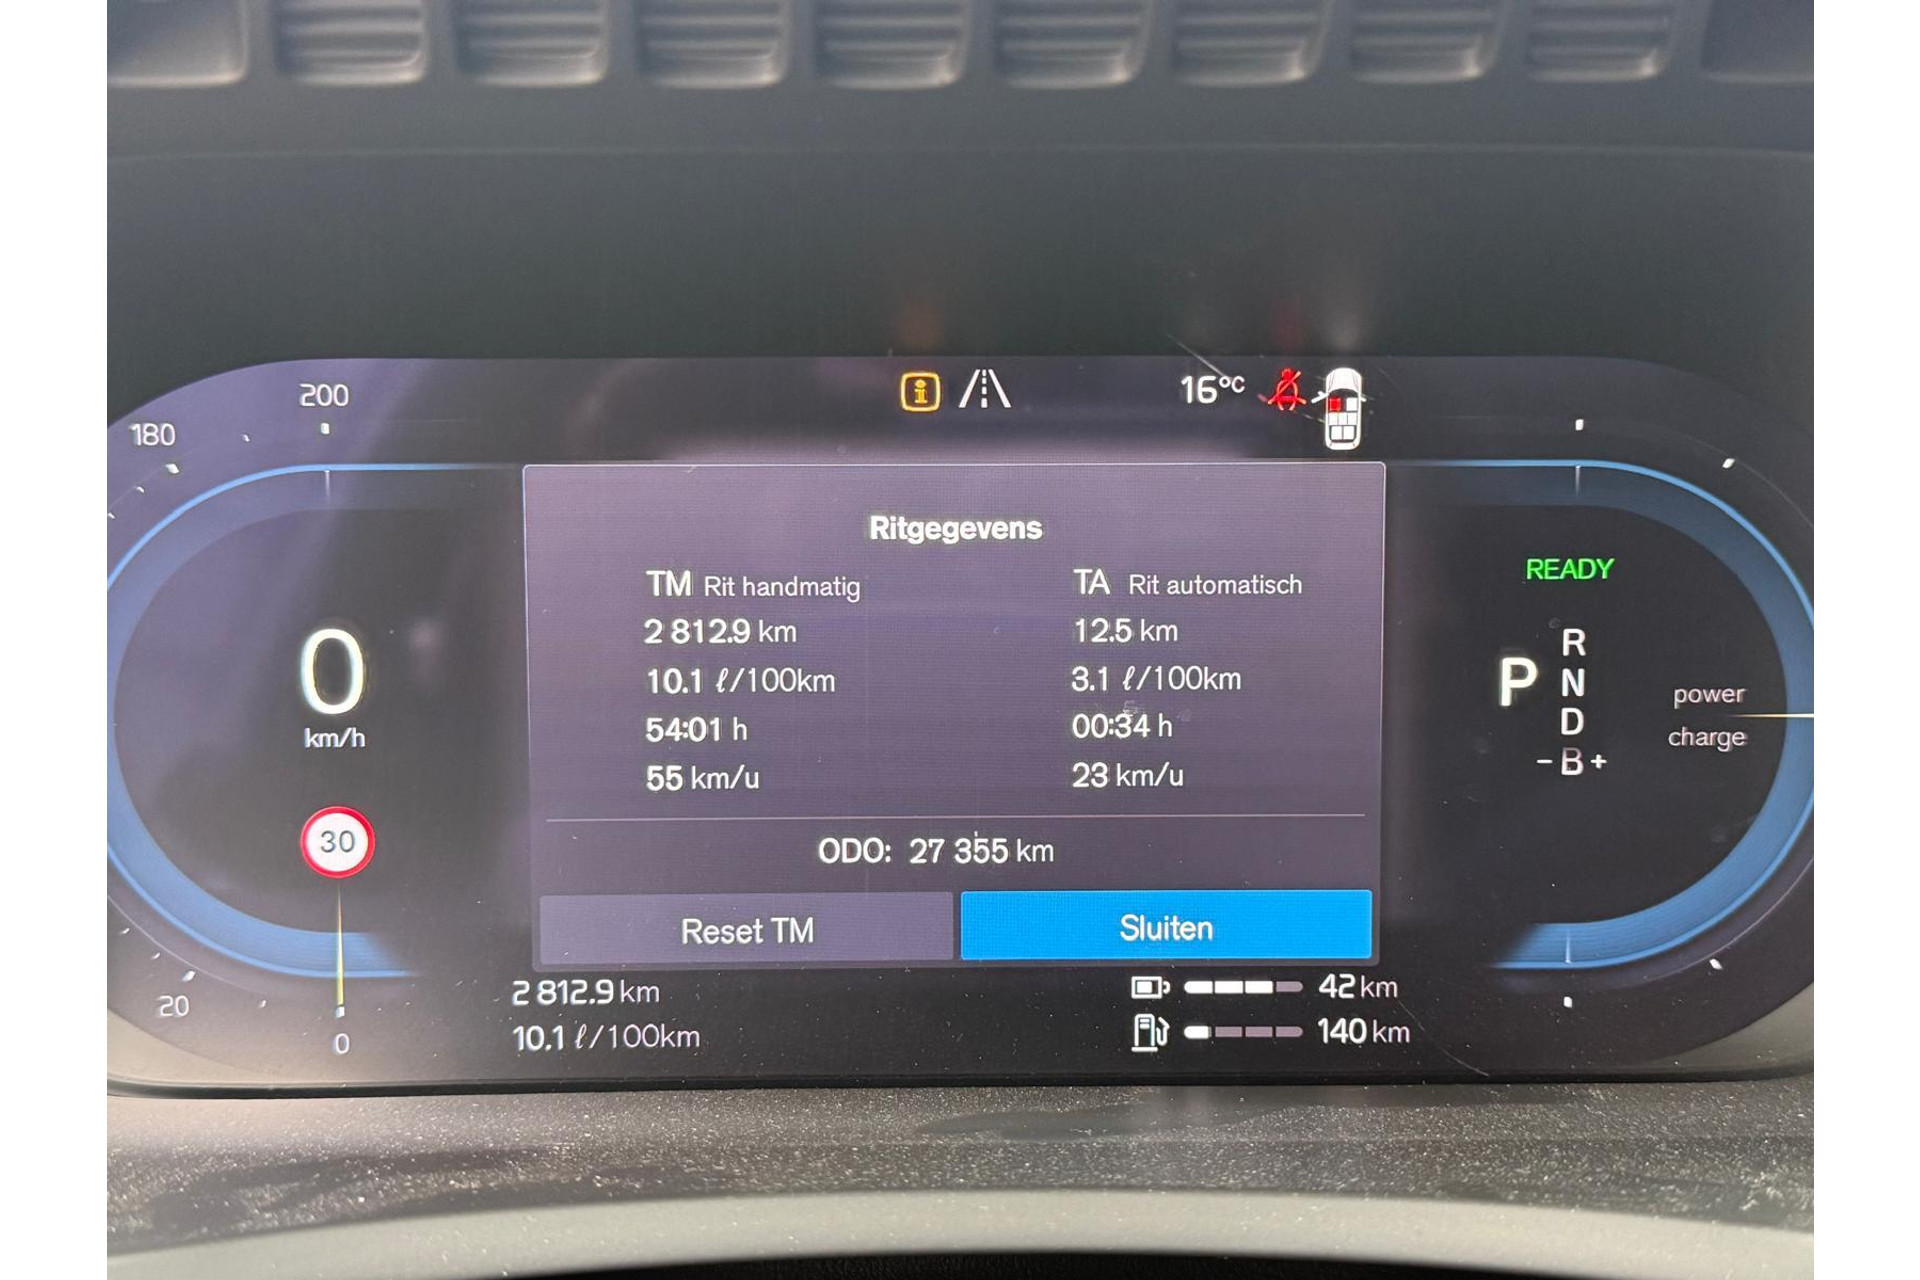 200
16°C
180
Ritgegevens
TM Rit handmatig
TA Rit automatisch
2 812.9 km
12.5 km
10.1 ℓ/100km
3.1 ℓ/100km
54:01 h
00:34 h
55 km/u
23 km/u
ODO: 27 355 km
Reset TM
Sluiten
0
km/h
30
READY
P
R
N
D
- B +
power
charge
20
0
2 812.9 km
10.1 ℓ/100km
42 km
140 km